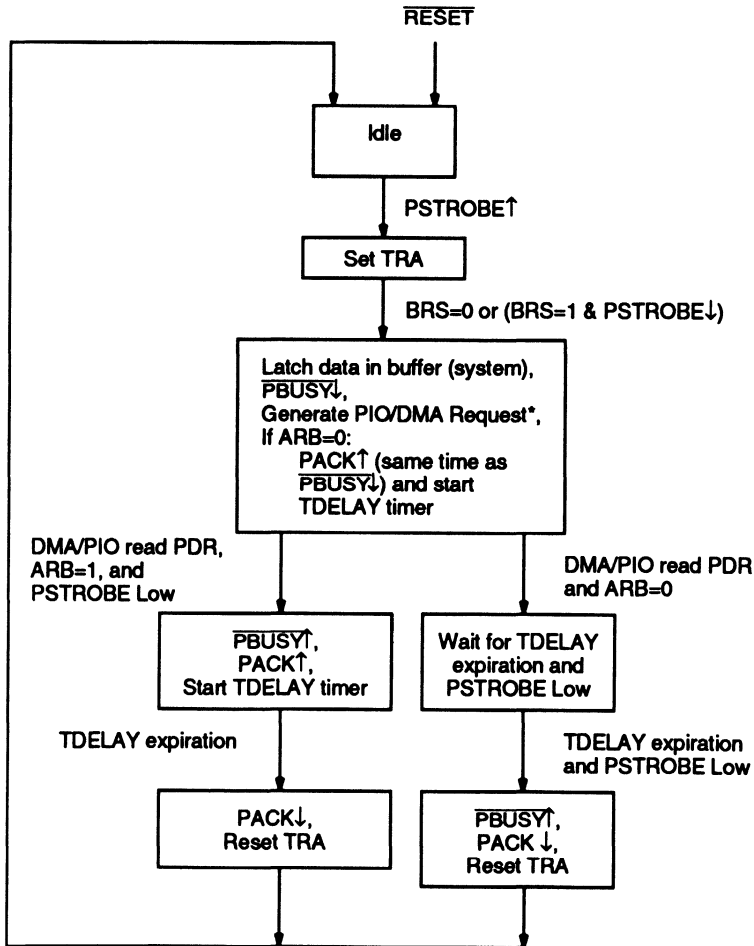 RESET
Idle
PSTROBE↑
Set TRA
BRS=0 or (BRS=1 & PSTROBE↓)
Latch data in buffer (system),
PBUSY↓,
Generate PIO/DMA Request*,
If ARB=0:
PACK↑ (same time as
PBUSY↓) and start
TDELAY timer
DMA/PIO read PDR,
ARB=1, and
PSTROBE Low
DMA/PIO read PDR
and ARB=0
PBUSY↑,
PACK↑,
Start TDELAY timer
Wait for TDELAY
expiration and
PSTROBE Low
TDELAY expiration
TDELAY expiration
and PSTROBE Low
PACK↓,
Reset TRA
PBUSY↑,
PACK ↓,
Reset TRA